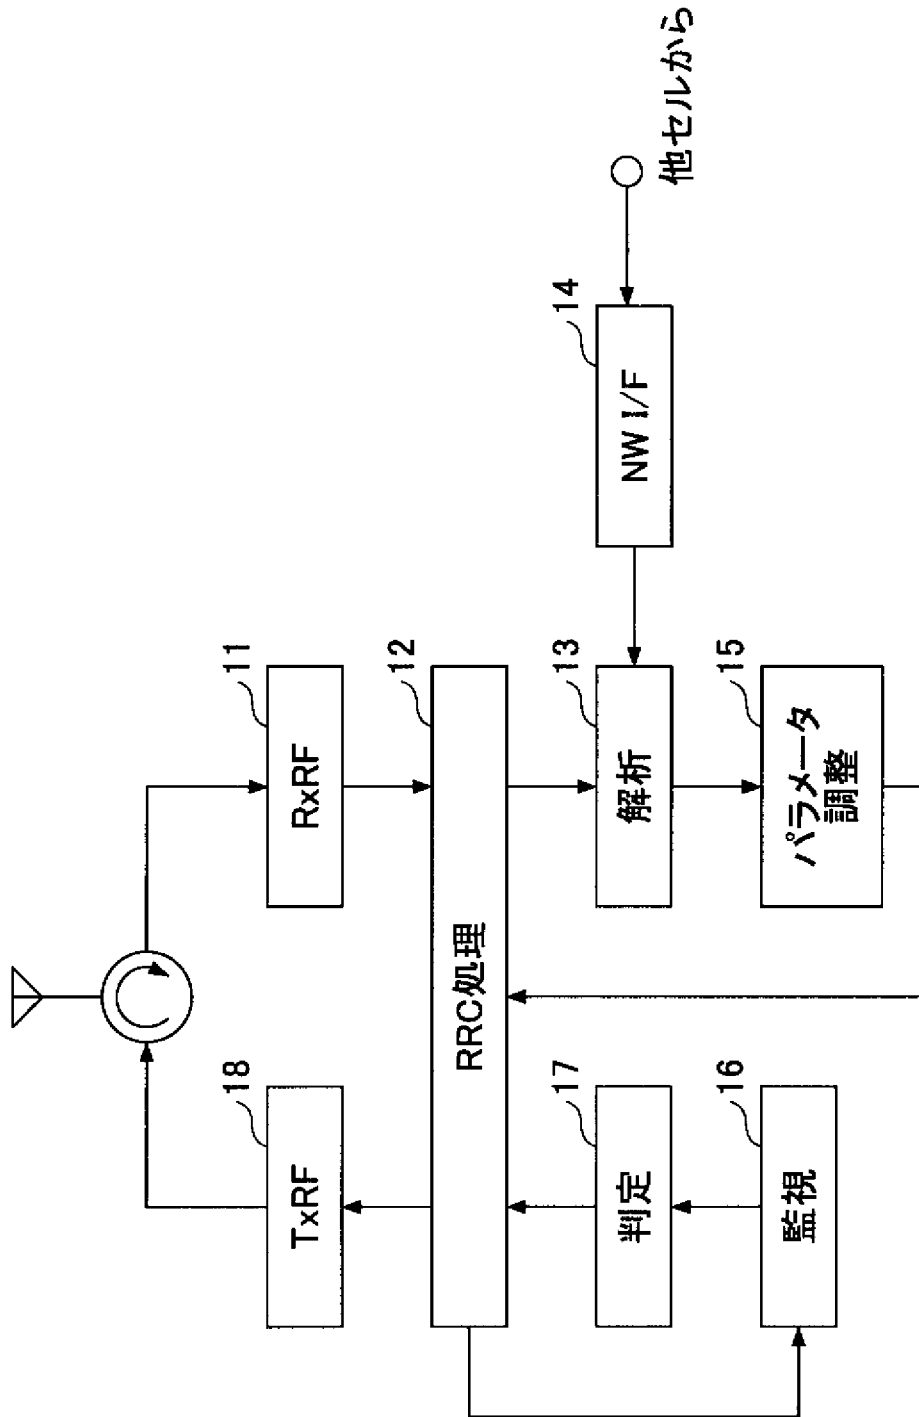 18
TxRF
11
RxRF
12
RRC処理
17
判定
13
解析
14
NW I/F
他セルから
16
監視
15
パラメータ
調整